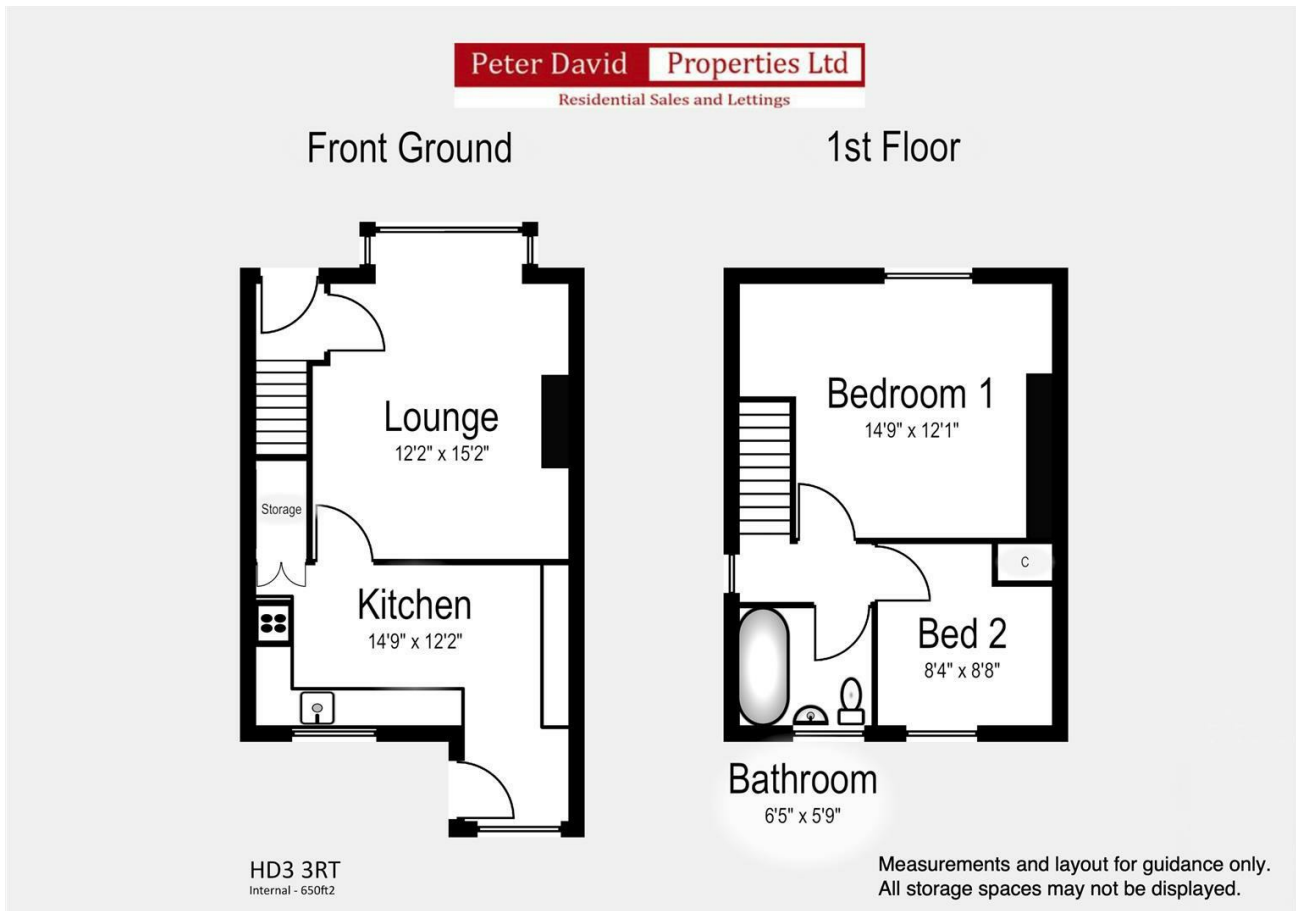 Peter David Properties Ltd
Residential Sales and Lettings
Front Ground
1st Floor
Lounge
12'2" x 15'2"
Storage
Kitchen
14'9" x 12'2"
Bedroom 1
14'9" x 12'1"
C
Bed 2
8'4" x 8'8"
Bathroom
6'5" x 5'9"
HD3 3RT
Internal - 650ft2
Measurements and layout for guidance only.
All storage spaces may not be displayed.